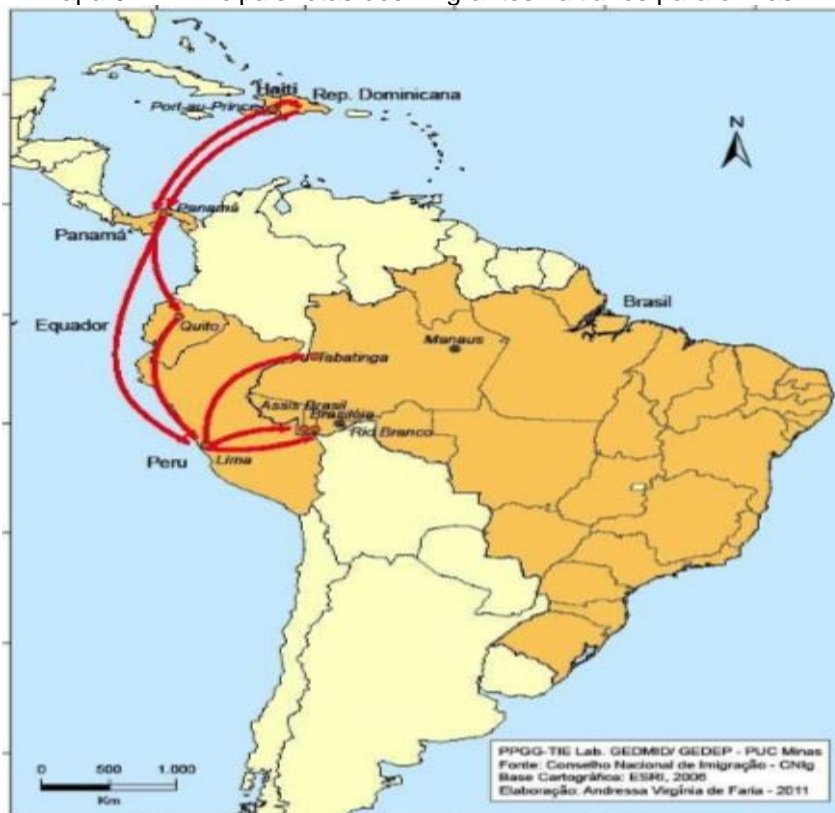 Haiti
Rep. Dominicana
Port-au-Prince
N
Panamá
Panamá
Equador
Quito
Brasil
Manaus
Tabatinga
Assis Brasil
Brasiléia
Rio Branco
Peru
Lima
0 500 1.000
Km
PPGG-TIE Lab. GEDMID/ GEDEP - PUC Minas
Fonte: Conselho Nacional de Imigração - CNIg
Base Cartográfica: ESRI, 2006
Elaboração: Andressa Virgínia de Faria - 2011